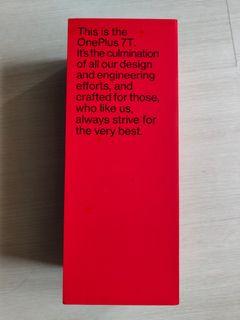 This is the
OnePlus 7T.
It's the culmination
of all our design
and engineering
efforts, and
crafted for those,
who like us,
always strive for
the very best.